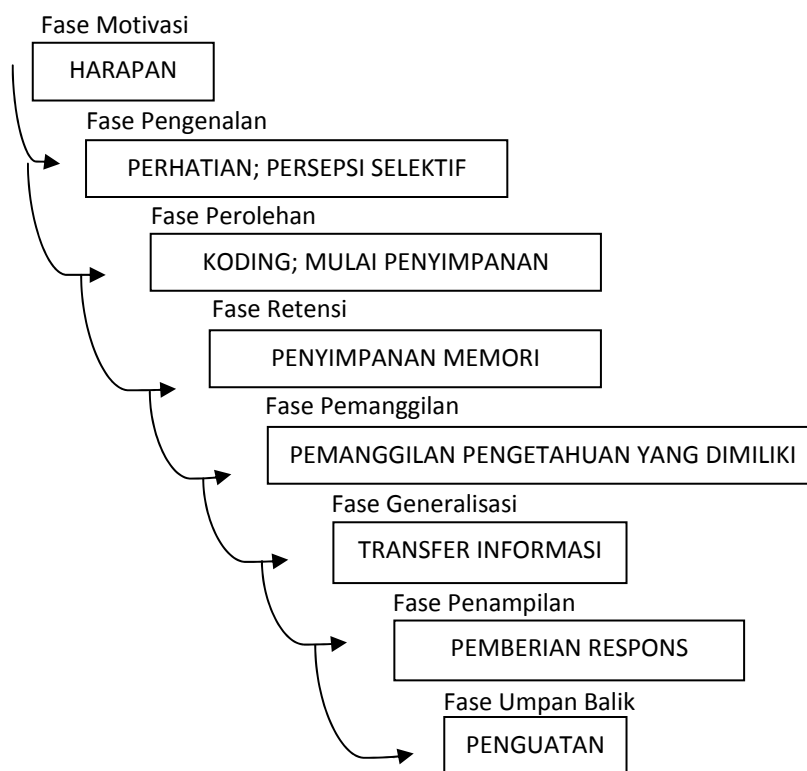 Fase Motivasi
HARAPAN
Fase Pengenalan
PERHATIAN; PERSEPSI SELEKTIF
Fase Perolehan
KODING; MULAI PENYIMPANAN
Fase Retensi
PENYIMPANAN MEMORI
Fase Pemanggilan
PEMANGGILAN PENGETAHUAN YANG DIMILIKI
Fase Generalisasi
TRANSFER INFORMASI
Fase Penampilan
PEMBERIAN RESPONS
Fase Umpan Balik
PENGUATAN